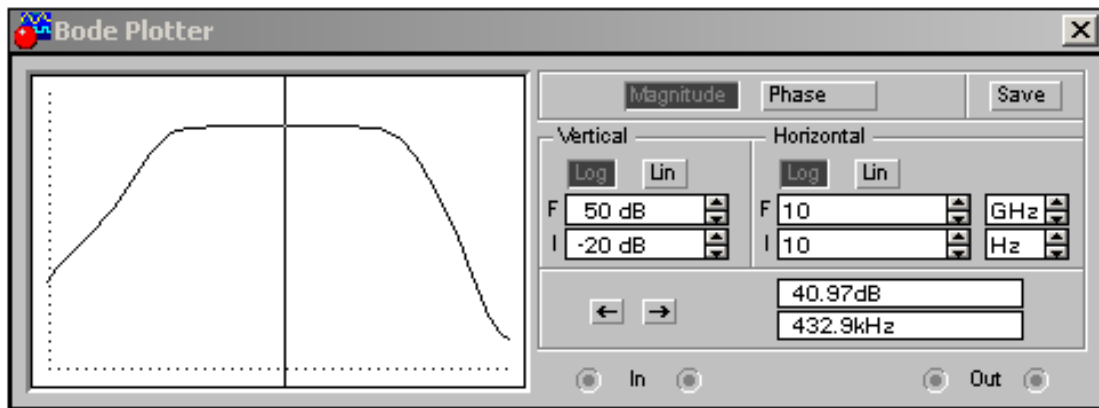 Bode Plotter
Magnitude Phase Save
Vertical Horizontal
Log Lin Log Lin
F 50 dB F 10 GHz
I -20 dB I 10 Hz
40.97dB
432.9kHz
In Out